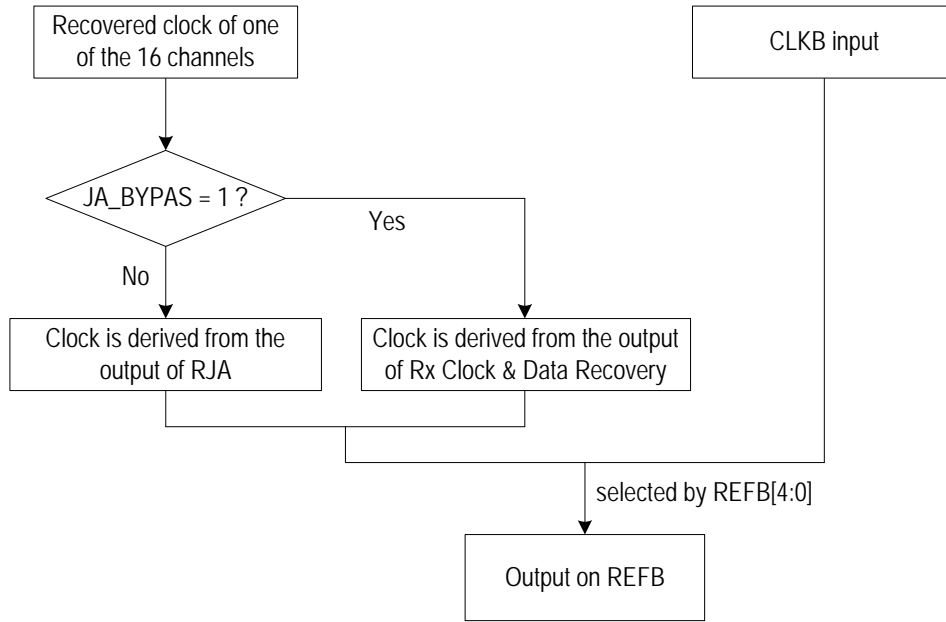 Recovered clock of one
of the 16 channels
CLKB input
JA_BYPAS = 1 ?
Yes
No
Clock is derived from the
output of RJA
Clock is derived from the output
of Rx Clock & Data Recovery
selected by REFB[4:0]
Output on REFB